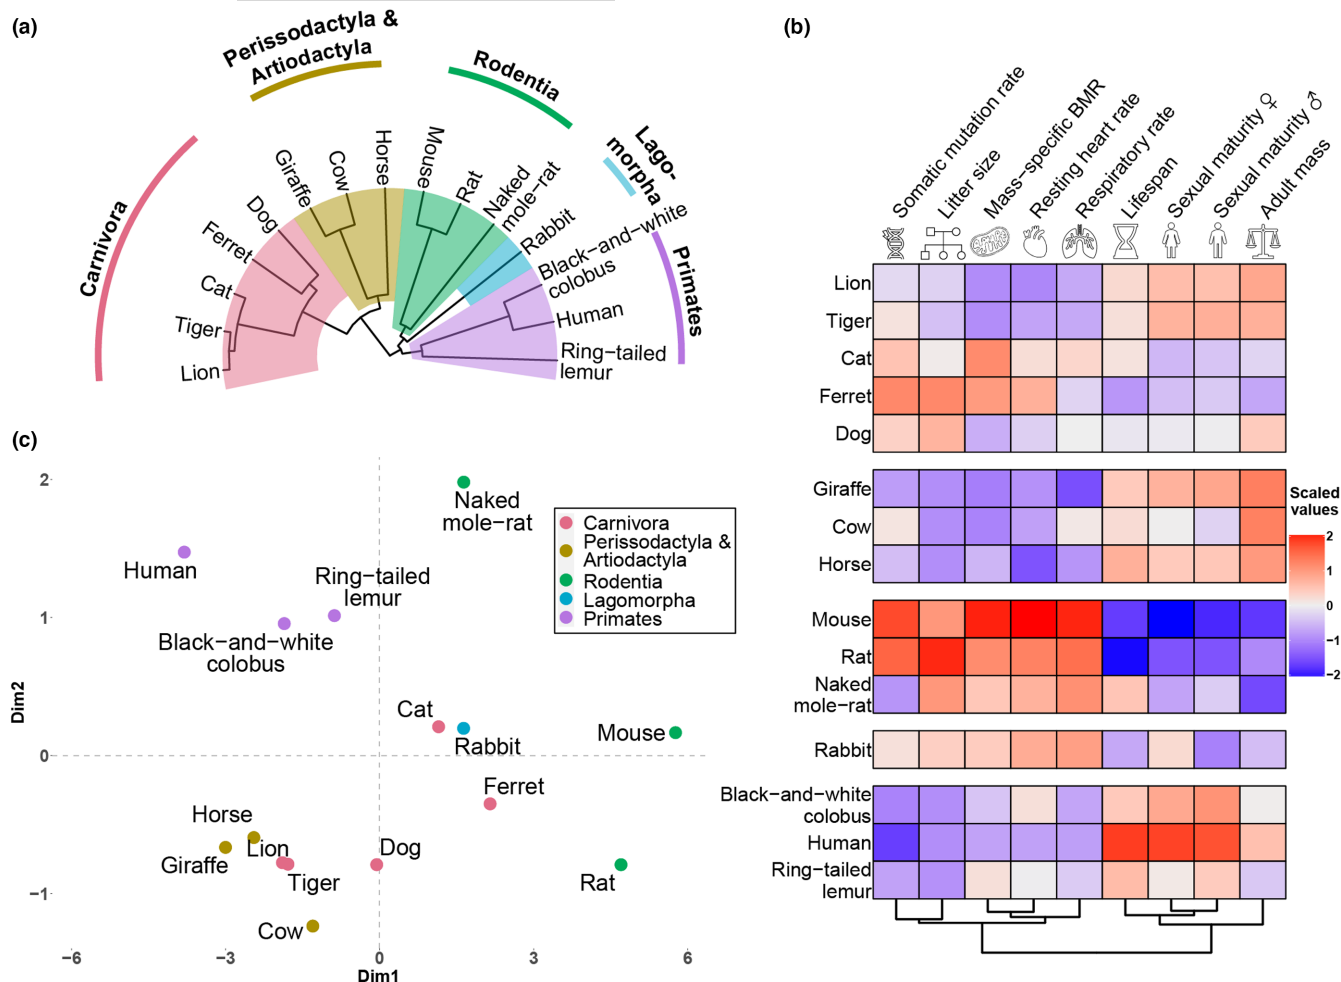 (a)
Perissodactyla &
Artiodactyla
Rodentia
Lago-
morpha
Carnivora
Primates
Giraffe
Cow
Horse
Mouse
Rat
Naked
mole−rat
Rabbit
Black−and−white
colobus
Human
Ring−tailed
lemur
Dog
Ferret
Cat
Tiger
Lion
(b)
Somatic mutation rate
Litter size
Mass−specific BMR
Resting heart rate
Respiratory rate
Lifespan
Sexual maturity ♀
Sexual maturity ♂
Adult mass
Lion
Tiger
Cat
Ferret
Dog
Giraffe
Cow
Horse
Mouse
Rat
Naked
mole−rat
Rabbit
Black−and−white
colobus
Human
Ring−tailed
lemur
Scaled
values
2
1
0
−1
−2
(c)
2
1
0
−1
Dim2
−6
−3
0
3
6
Dim1
Naked
mole−rat
Human
Ring−tailed
lemur
Black−and−white
colobus
Cat
Rabbit
Mouse
Ferret
Horse
Lion
Giraffe
Tiger
Dog
Rat
Cow
Carnivora
Perissodactyla &
Artiodactyla
Rodentia
Lagomorpha
Primates